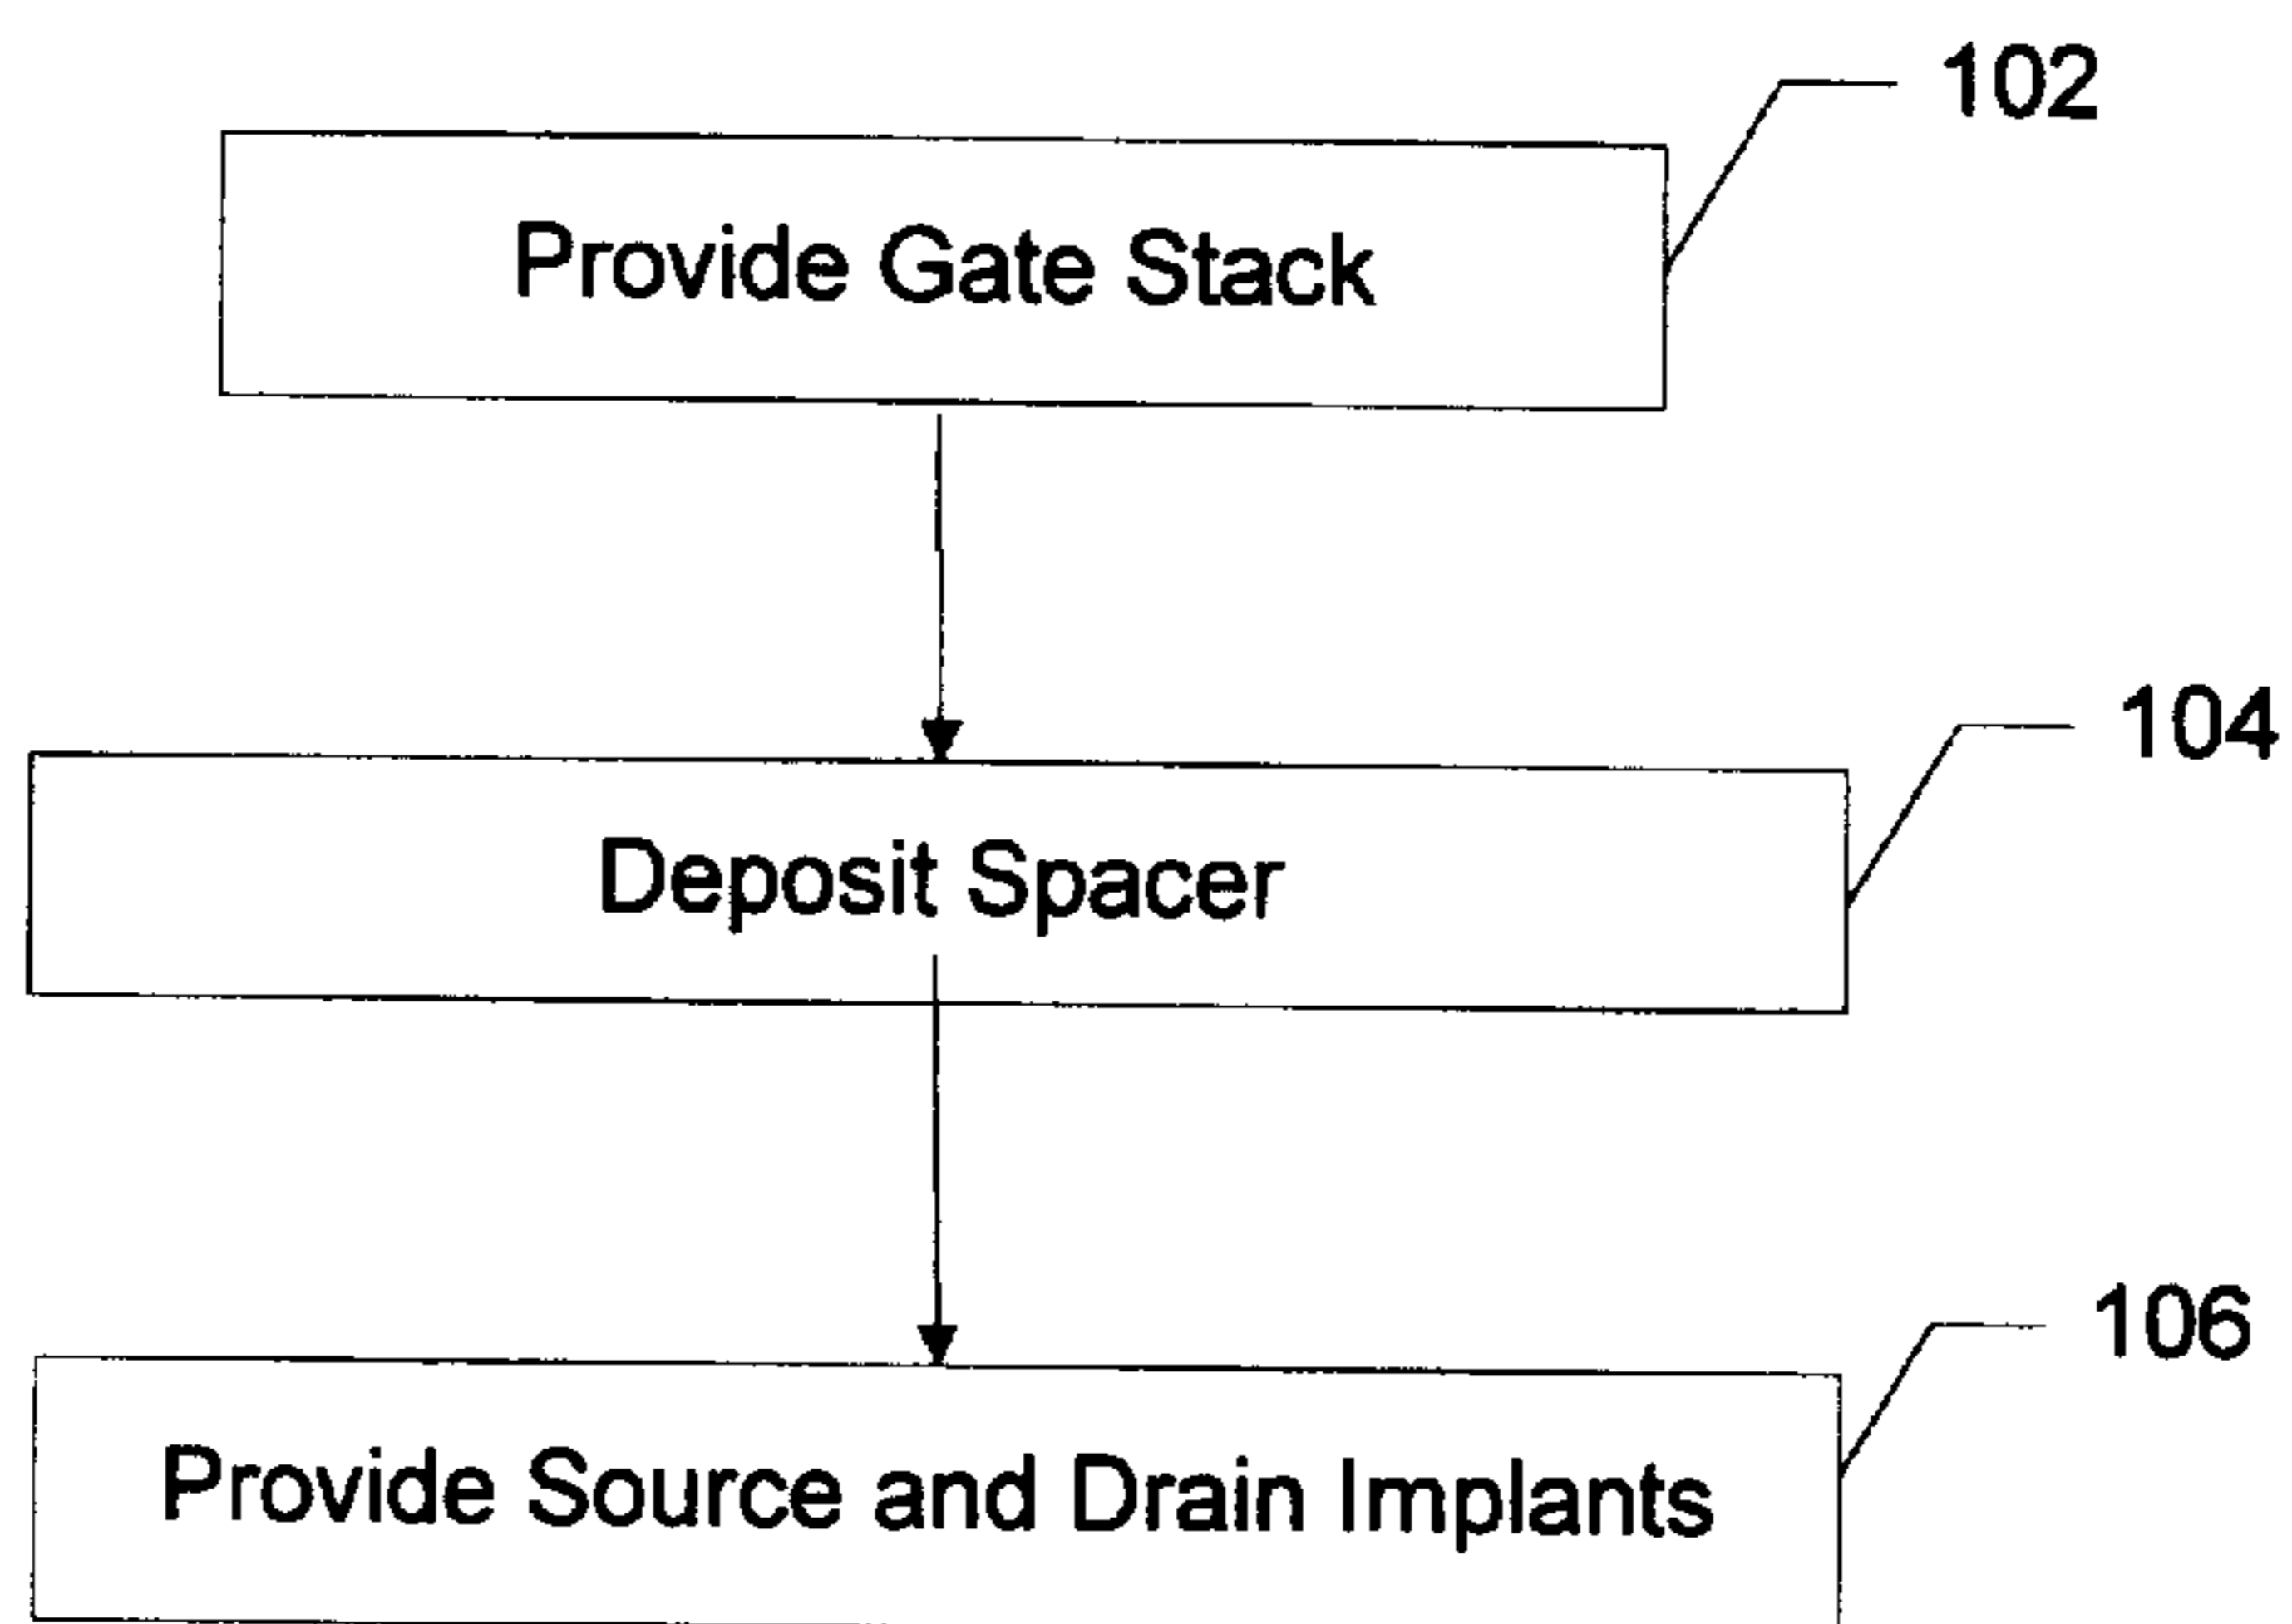 102
Provide Gate Stack
104
Deposit Spacer
106
Provide Source and Drain Implants